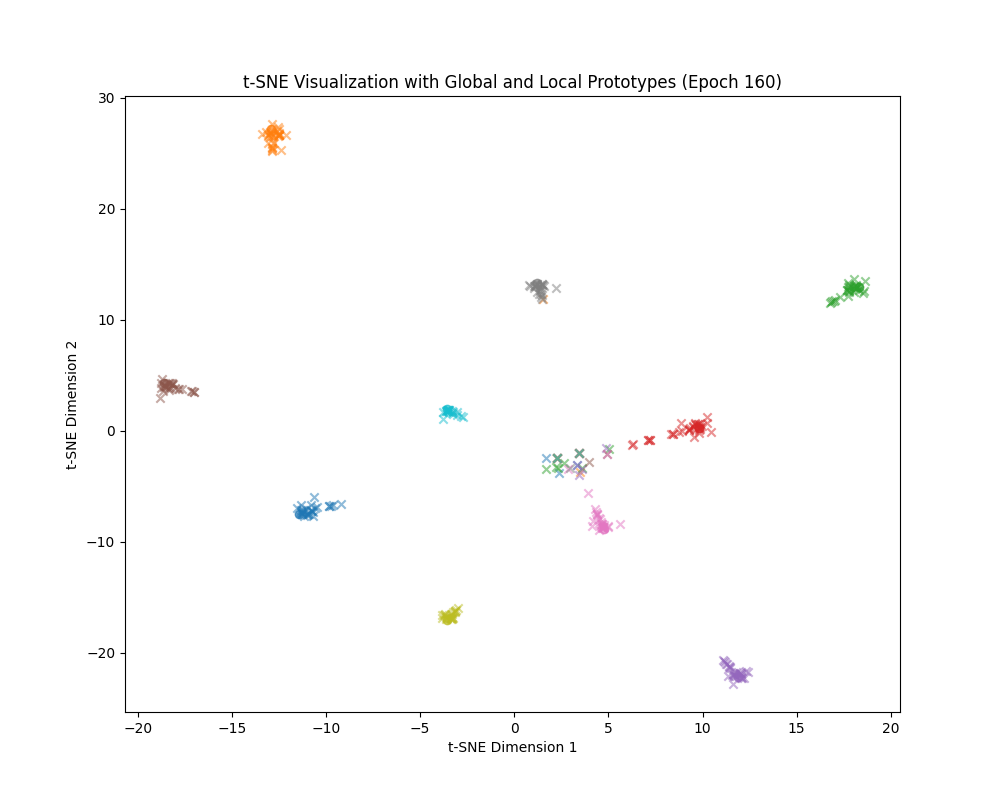 t-SNE Visualization with Global and Local Prototypes (Epoch 160)
30
20
10
0
−10
−20
t-SNE Dimension 2
−20 −15 −10 −5 0 5 10 15 20
t-SNE Dimension 1